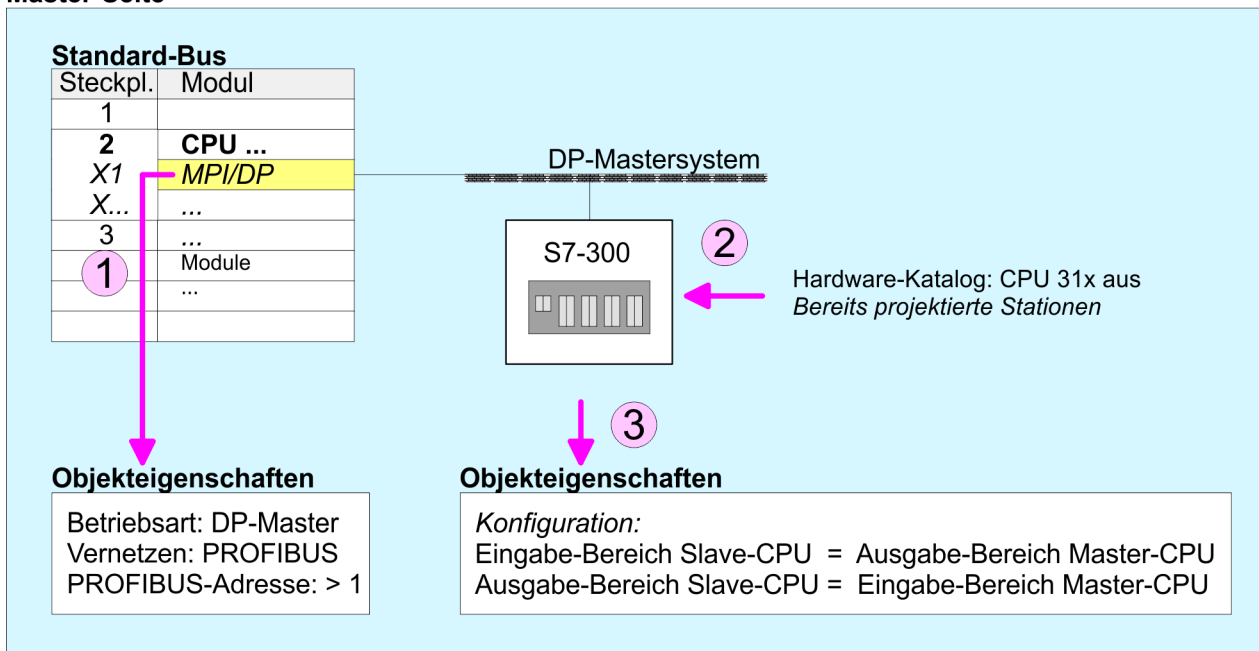 Master-Seite
Standard-Bus
Steckpl. Modul
1
2 CPU ...
X1 MPI/DP
X... ...
3 ...
Module
...
1
DP-Mastersystem
S7-300
2
Hardware-Katalog: CPU 31x aus
Bereits projektierte Stationen
3
Objekteigenschaften
Betriebsart: DP-Master
Vernetzen: PROFIBUS
PROFIBUS-Adresse: > 1
Objekteigenschaften
Konfiguration:
Eingabe-Bereich Slave-CPU = Ausgabe-Bereich Master-CPU
Ausgabe-Bereich Slave-CPU = Eingabe-Bereich Master-CPU